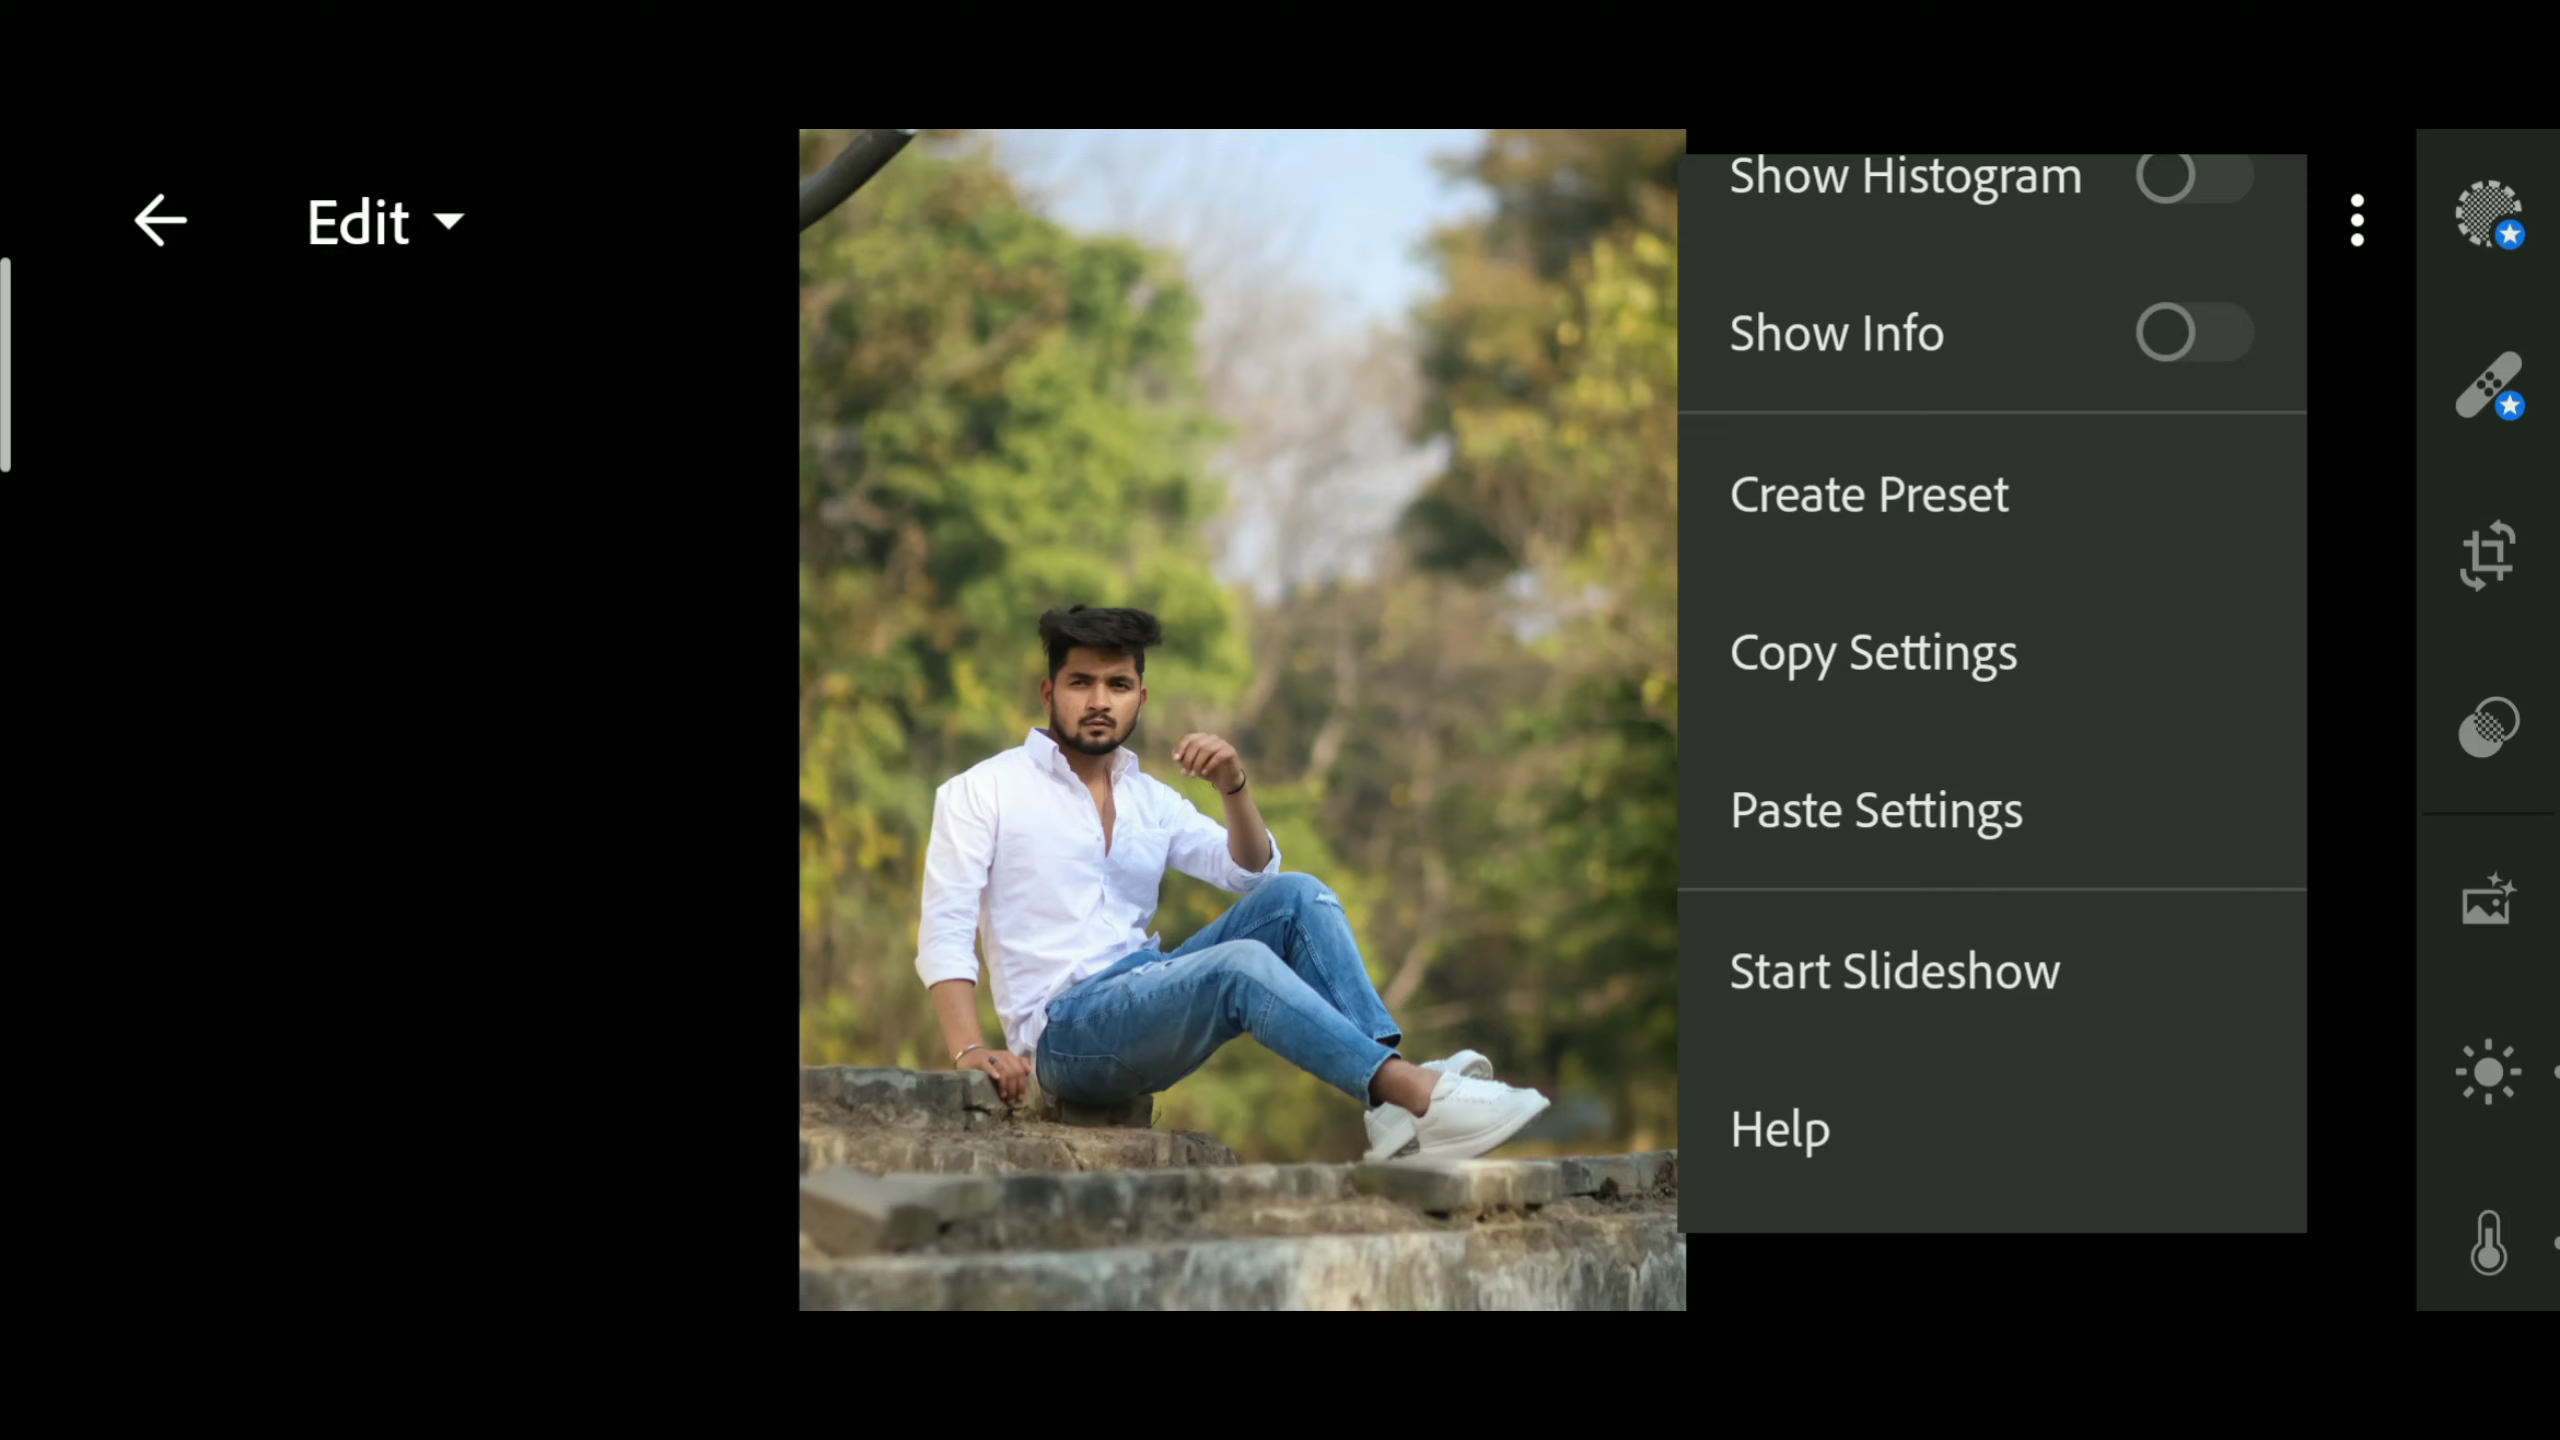 Edit
Show Histogram
Show Info
Create Preset
Copy Settings
Paste Settings
Start Slideshow
Help